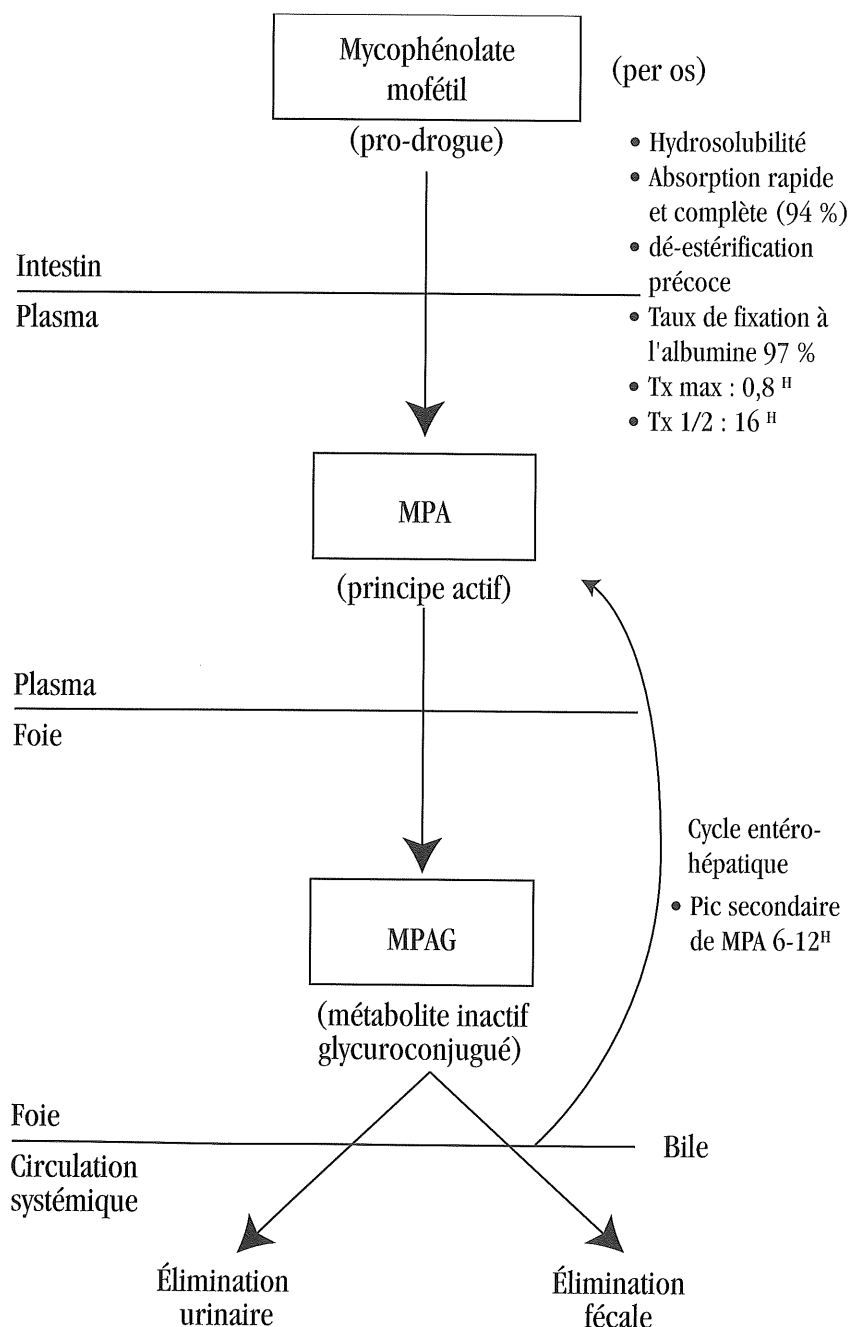 Mycophénolate
mofétil
(per os)
(pro-drogue)
• Hydrosolubilité
• Absorption rapide
et complète (94 %)
• dé-estérification
précoce
• Taux de fixation à
l'albumine 97 %
• Tx max : 0,8 H
• Tx 1/2 : 16 H
Intestin
Plasma
MPA
(principe actif)
Plasma
Foie
Cycle entéro-
hépatique
• Pic secondaire
de MPA 6-12H
MPAG
(métabolite inactif
glycuroconjugué)
Foie
Circulation
systémique
Bile
Élimination
urinaire
Élimination
fécale